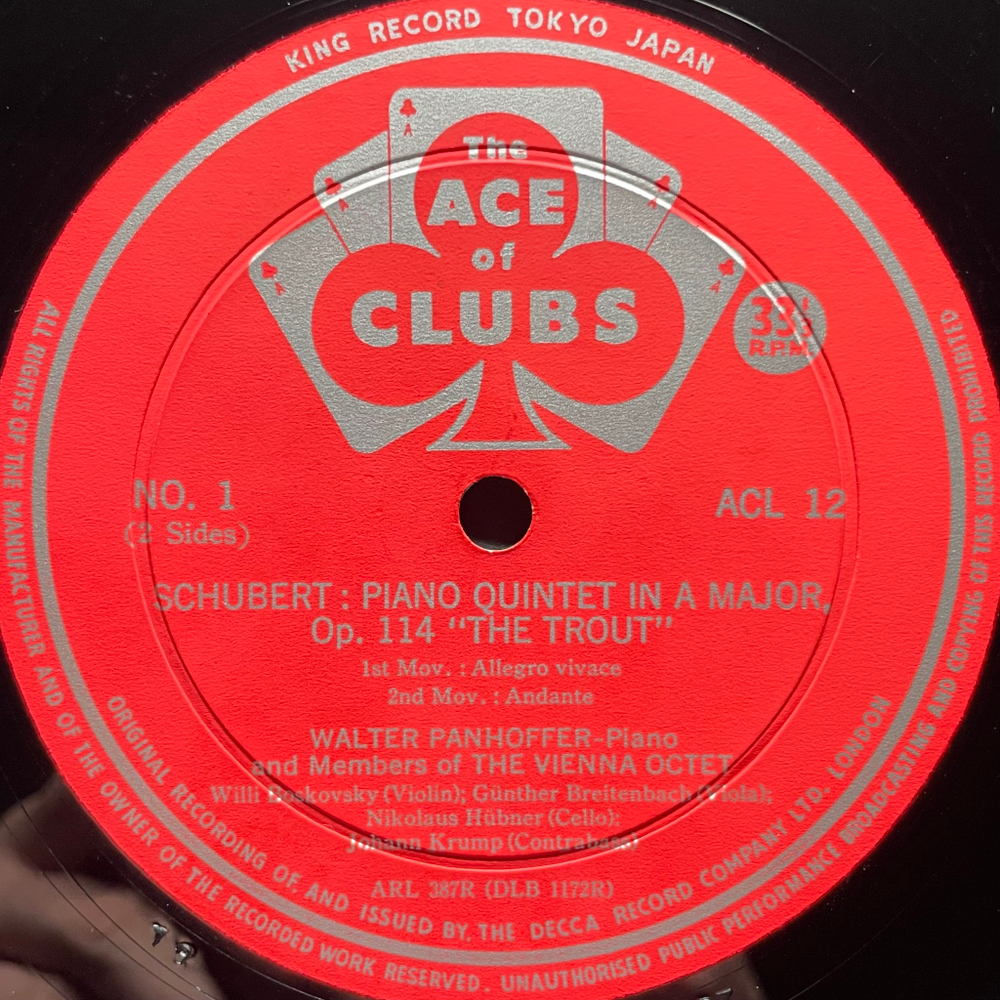 KING RECORD TOKYO JAPAN
A
A
A
A
A
The
ACE
of
CLUBS
33⅓
R.P.M.
NO. 1
(2 Sides)
ACL 12
SCHUBERT : PIANO QUINTET IN A MAJOR,
Op. 114 "THE TROUT"
1st Mov. : Allegro vivace
2nd Mov. : Andante
WALTER PANHOFFER-Piano
and Members of THE VIENNA OCTET
Willi Boskovsky (Violin); Günther Breitenbach (Viola);
Nikolaus Hübner (Cello);
Johann Krump (Contrabass)
ARL 387R (DLB 1172R)
ORIGINAL RECORDING OF, AND ISSUED BY, THE DECCA RECORD COMPANY LTD. LONDON
ALL RIGHTS OF THE MANUFACTURER AND OF THE OWNER OF THE RECORDED WORK RESERVED. UNAUTHORISED PUBLIC PERFORMANCE BROADCASTING AND COPYING OF THIS RECORD PROHIBITED